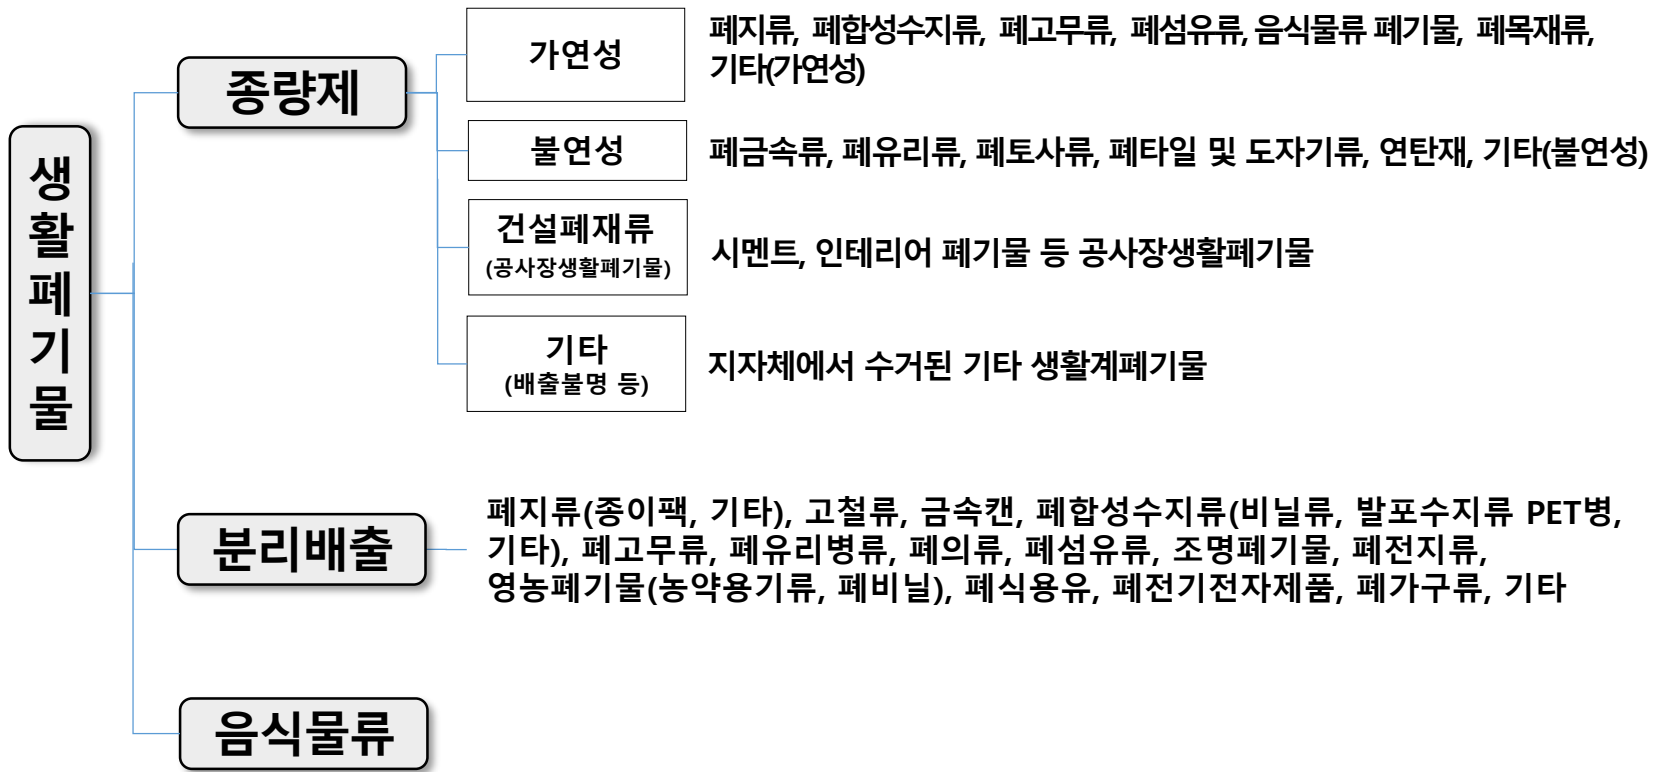 생활폐기물
종량제
가연성
폐지류, 폐합성수지류, 폐고무류, 폐섬유류, 음식물류 폐기물, 폐목재류,
기타(가연성)
불연성
폐금속류, 폐유리류, 폐토사류, 폐타일 및 도자기류, 연탄재, 기타(불연성)
건설폐재류
(공사장생활폐기물)
시멘트, 인테리어 폐기물 등 공사장생활폐기물
기타
(배출불명 등)
지자체에서 수거된 기타 생활계폐기물
분리배출
폐지류(종이팩, 기타), 고철류, 금속캔, 폐합성수지류(비닐류, 발포수지류 PET병,
기타), 폐고무류, 폐유리병류, 폐의류, 폐섬유류, 조명폐기물, 폐전지류,
영농폐기물(농약용기류, 폐비닐), 폐식용유, 폐전기전자제품, 폐가구류, 기타
음식물류